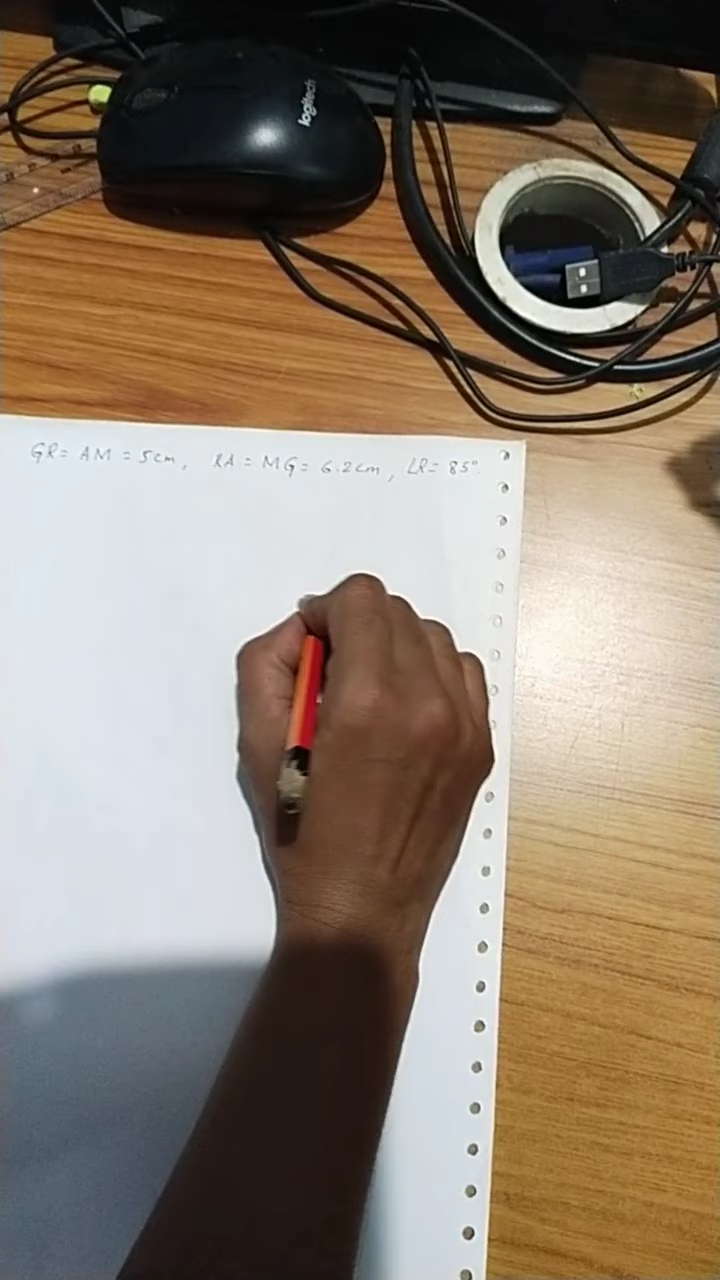 logitech
GR = AM = 5cm, RA = MG = 6.2cm, ∠R = 85°